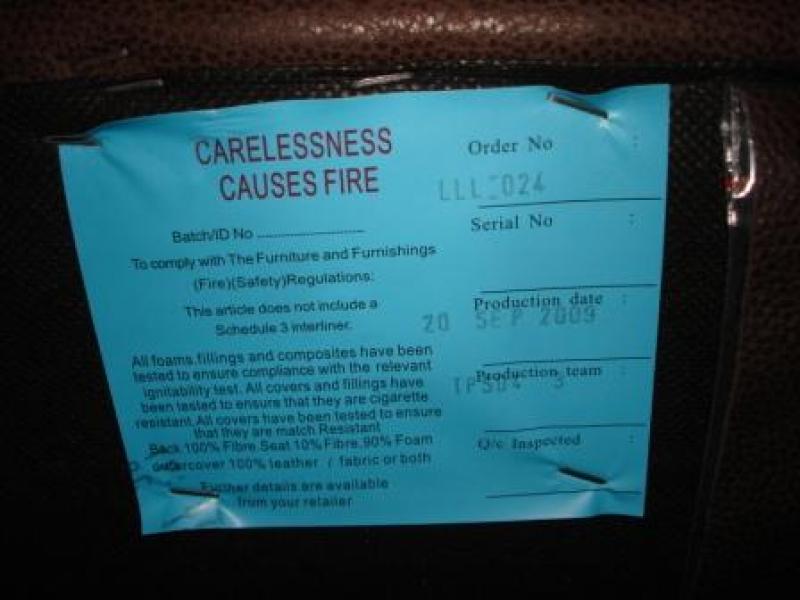 CARELESSNESS
CAUSES FIRE
Batch/ID No ............................
To comply with The Furniture and Furnishings
(Fire)(Safety)Regulations:
This article does not include a
Schedule 3 interliner.
All foams,fillings and composites have been
tested to ensure compliance with the relevant
ignitability test. All covers and fillings have
been tested to ensure that they are cigarette
resistant.All covers have been tested to ensure
that they are match Resistant
Back 100% Fibre.Seat 10% Fibre.90% Foam
outercover 100% leather / fabric or both
Further details are available
from your retailer
Order No :
LLL 024
Serial No :
Production date :
20 SEP 2009
Production team :
Q/c Inspected :